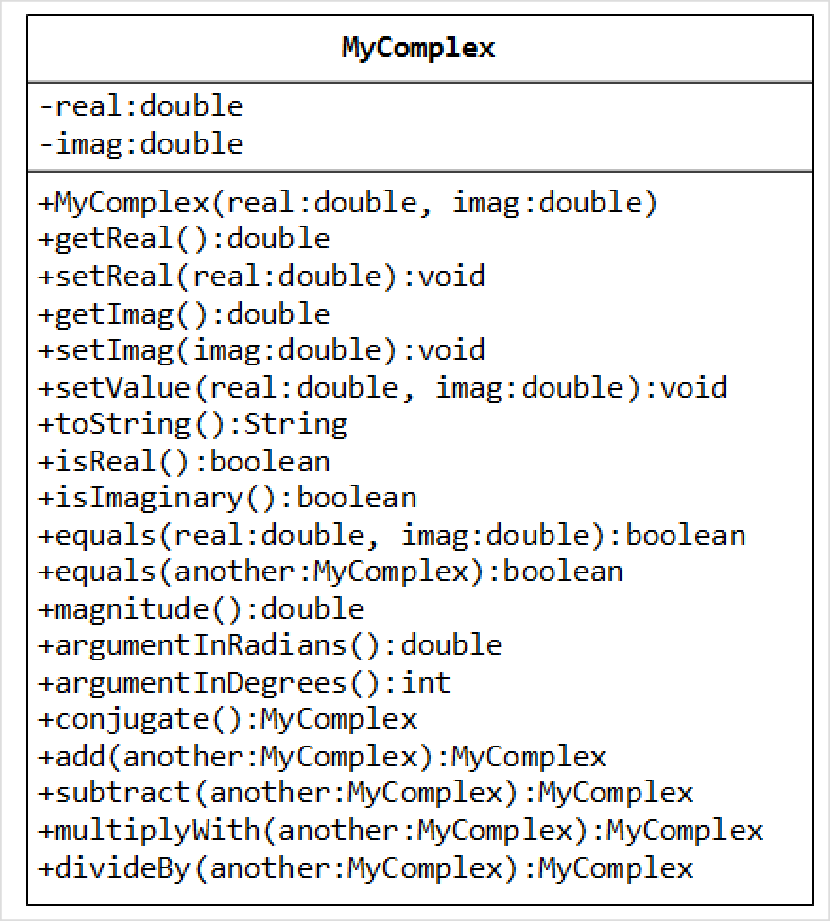 MyComplex
-real:double
-imag:double
+MyComplex(real:double, imag:double)
+getReal():double
+setReal(real:double):void
+getImag():double
+setImag(imag:double):void
+setValue(real:double, imag:double):void
+toString():String
+isReal():boolean
+isImaginary():boolean
+equals(real:double, imag:double):boolean
+equals(another:MyComplex):boolean
+magnitude():double
+argumentInRadians():double
+argumentInDegrees():int
+conjugate():MyComplex
+add(another:MyComplex):MyComplex
+subtract(another:MyComplex):MyComplex
+multiplyWith(another:MyComplex):MyComplex
+divideBy(another:MyComplex):MyComplex